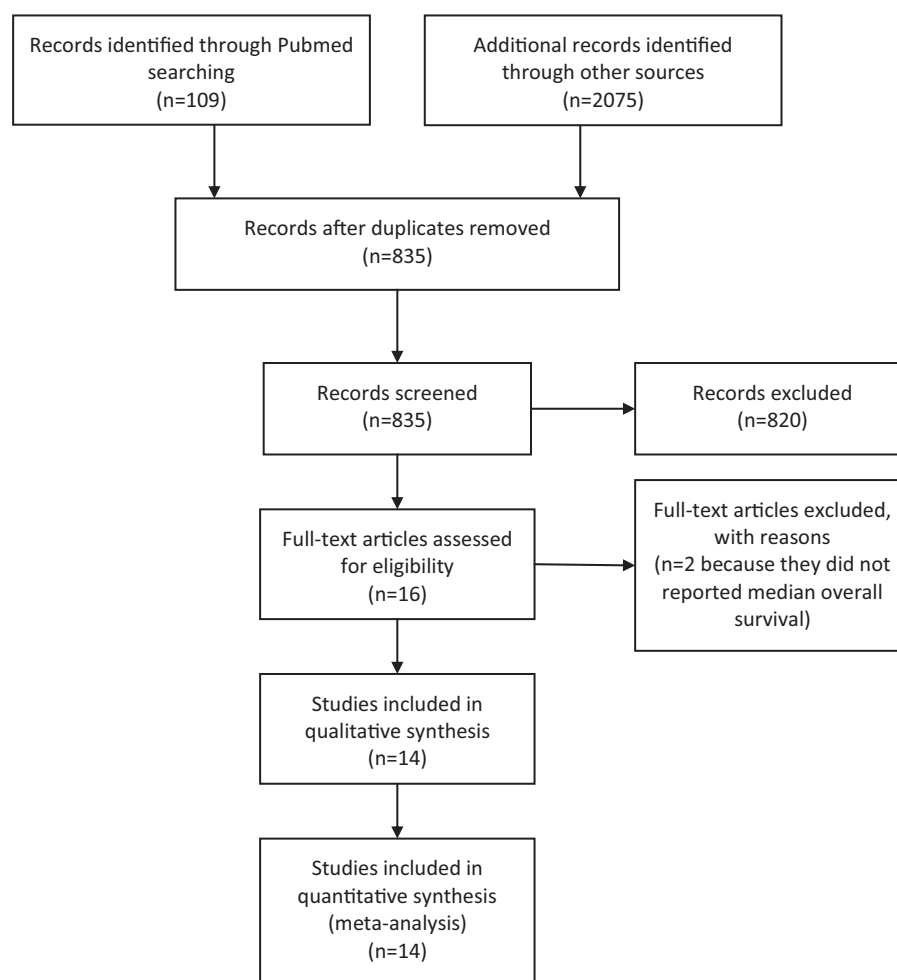 Records identified through Pubmed
searching
(n=109)
Additional records identified
through other sources
(n=2075)
Records after duplicates removed
(n=835)
Records screened
(n=835)
Records excluded
(n=820)
Full-text articles assessed
for eligibility
(n=16)
Full-text articles excluded,
with reasons
(n=2 because they did not
reported median overall
survival)
Studies included in
qualitative synthesis
(n=14)
Studies included in
quantitative synthesis
(meta-analysis)
(n=14)